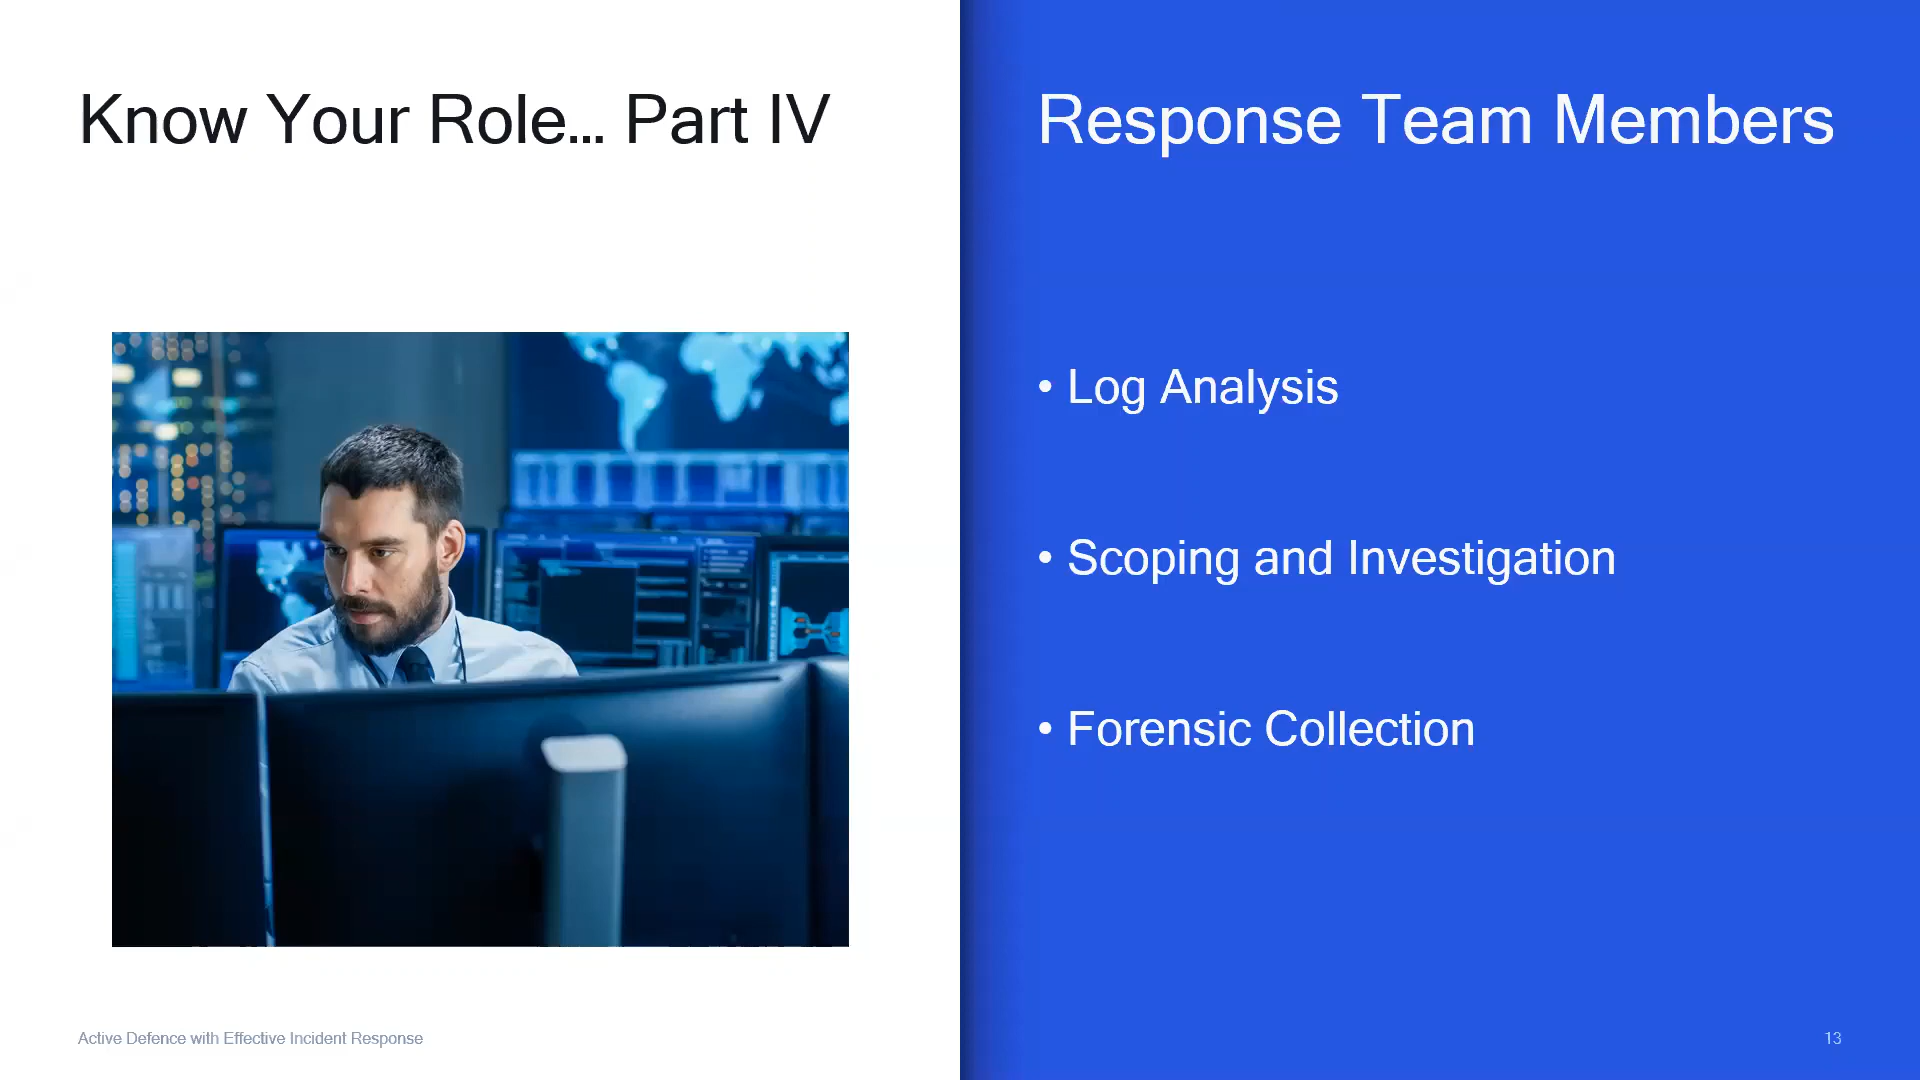 Know Your Role... Part IV
Response Team Members
• Log Analysis
• Scoping and Investigation
• Forensic Collection
Active Defence with Effective Incident Response
13